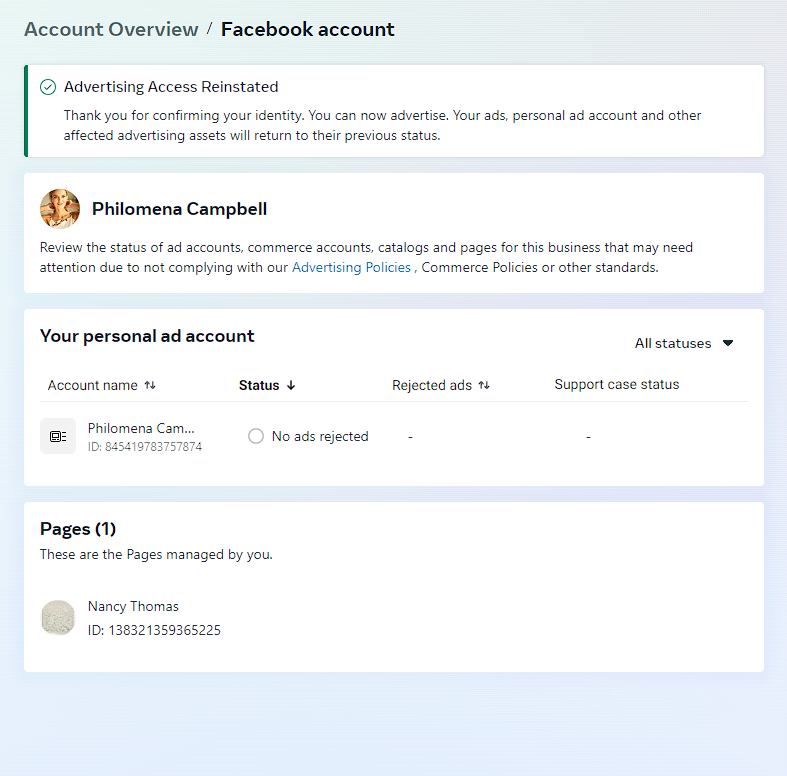 Account Overview / Facebook account
Advertising Access Reinstated
Thank you for confirming your identity. You can now advertise. Your ads, personal ad account and other
affected advertising assets will return to their previous status.
Philomena Campbell
Review the status of ad accounts, commerce accounts, catalogs and pages for this business that may need
attention due to not complying with our Advertising Policies , Commerce Policies or other standards.
Your personal ad account
All statuses
Account name Status Rejected ads Support case status
Philomena Cam... No ads rejected - -
ID: 845419783757874
Pages (1)
These are the Pages managed by you.
Nancy Thomas
ID: 138321359365225